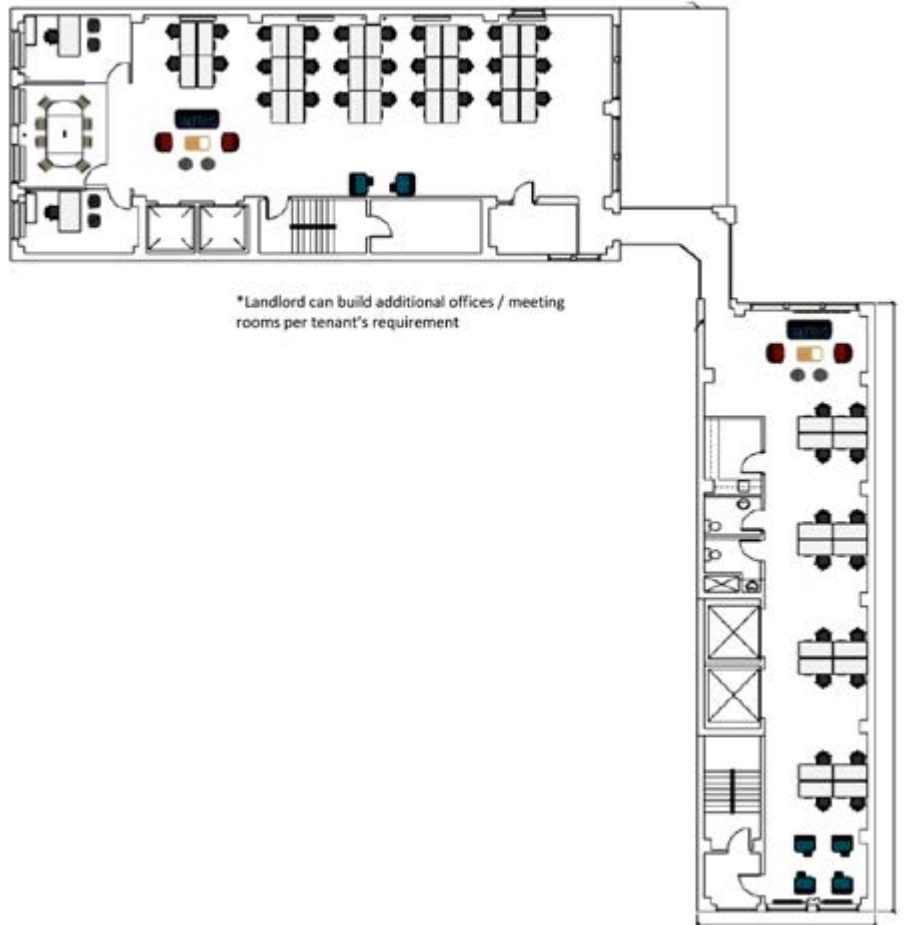 *Landlord can build additional offices / meeting
rooms per tenant's requirement